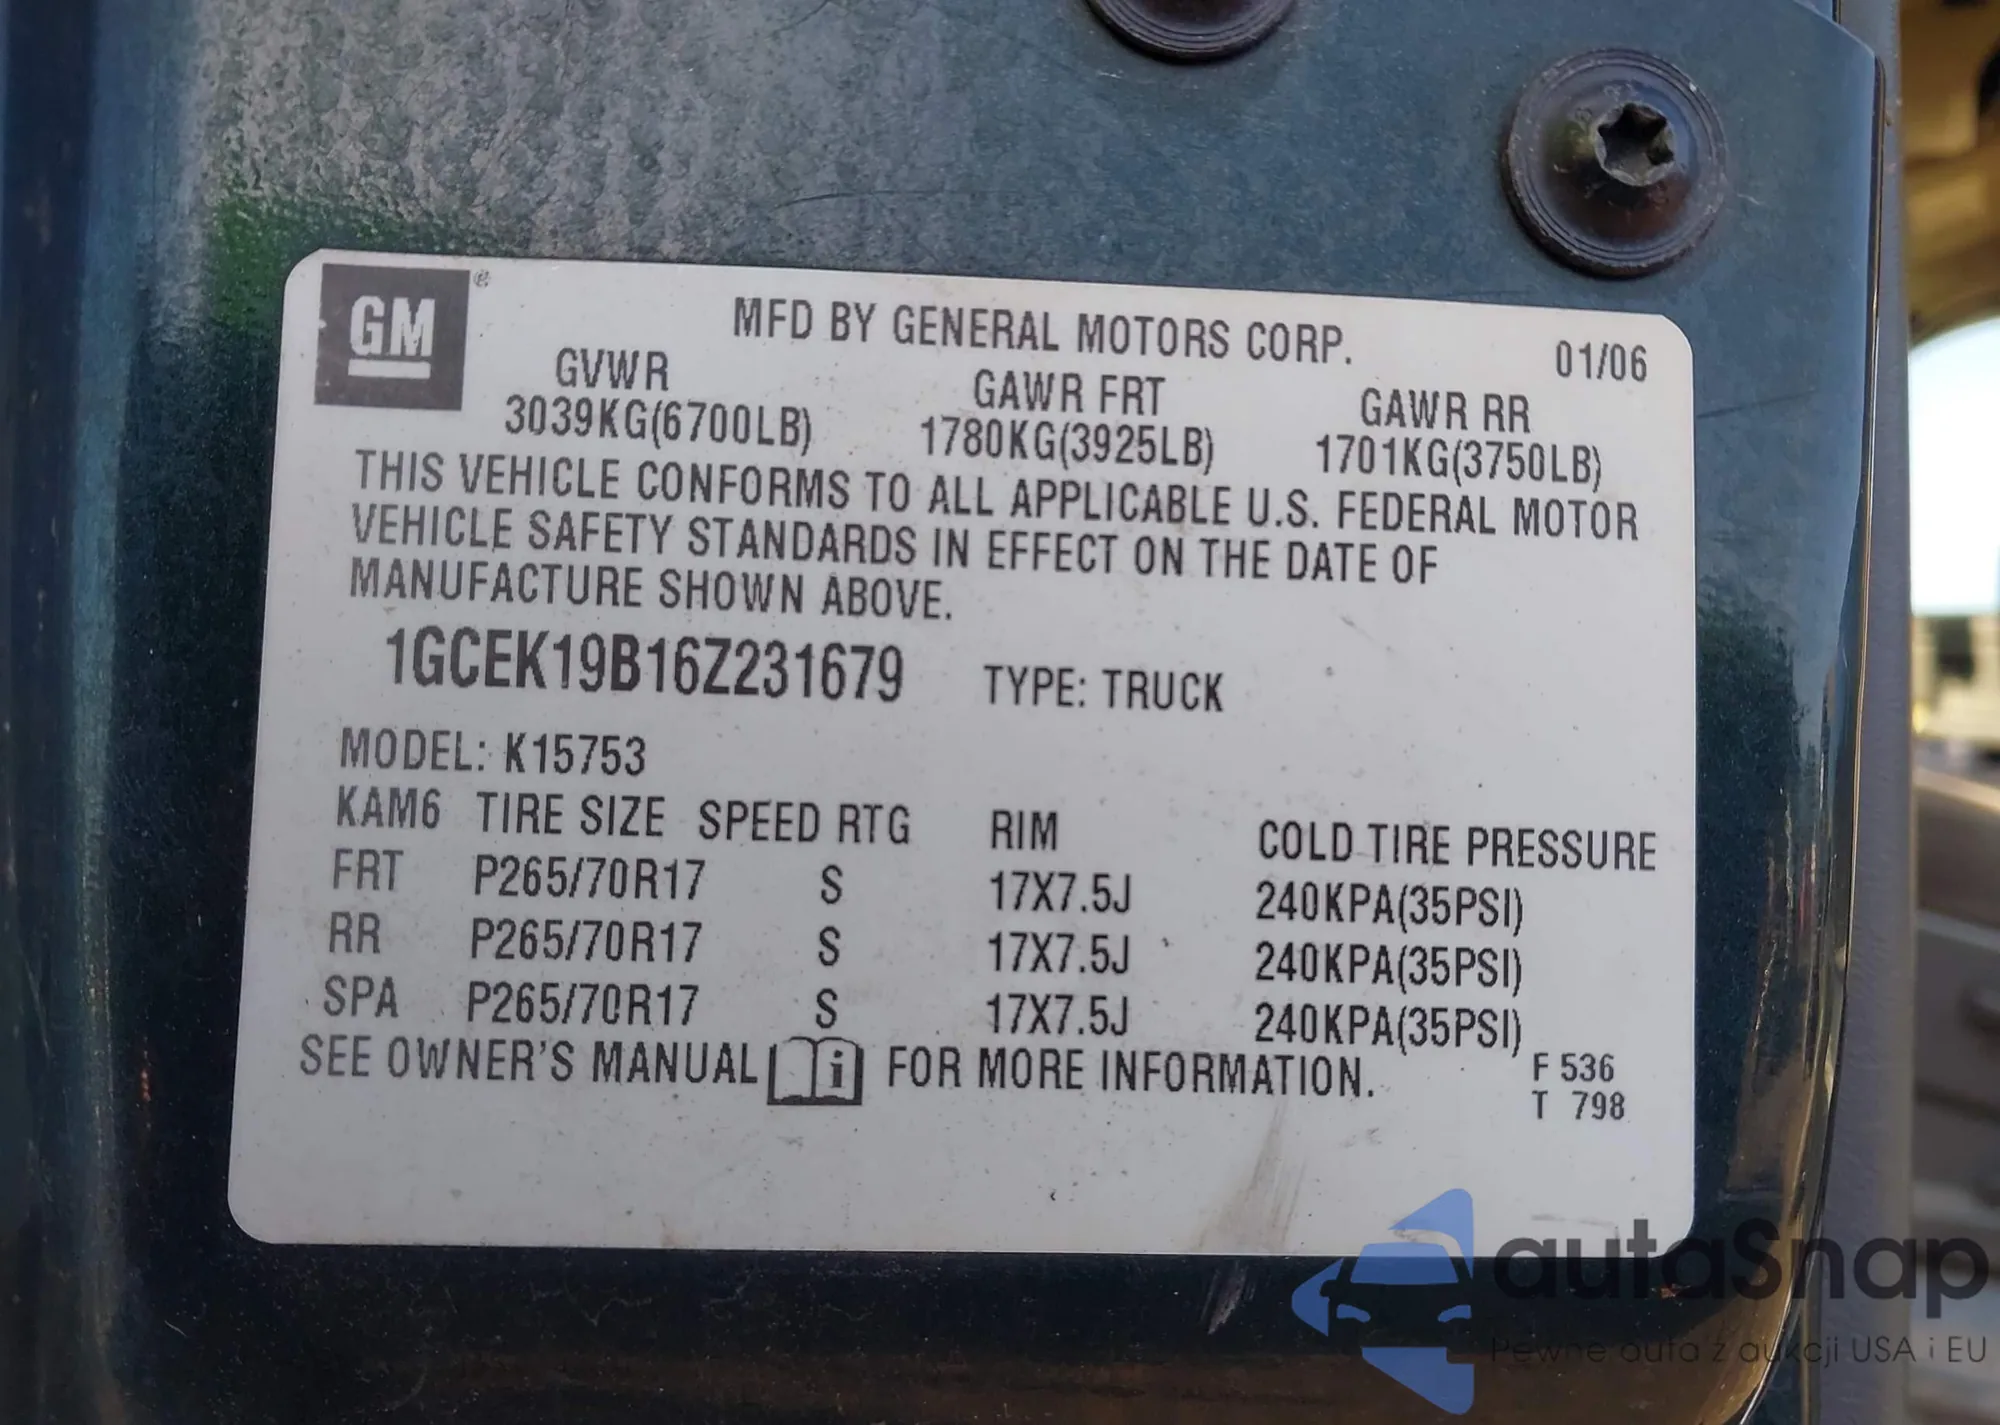 GM ®
MFD BY GENERAL MOTORS CORP. 01/06
GVWR GAWR FRT GAWR RR
3039KG(6700LB) 1780KG(3925LB) 1701KG(3750LB)
THIS VEHICLE CONFORMS TO ALL APPLICABLE U.S. FEDERAL MOTOR
VEHICLE SAFETY STANDARDS IN EFFECT ON THE DATE OF
MANUFACTURE SHOWN ABOVE.
1GCEK19B16Z231679 TYPE: TRUCK
MODEL: K15753
KAM6 TIRE SIZE SPEED RTG RIM COLD TIRE PRESSURE
FRT P265/70R17 S 17X7.5J 240KPA(35PSI)
RR P265/70R17 S 17X7.5J 240KPA(35PSI)
SPA P265/70R17 S 17X7.5J 240KPA(35PSI)
SEE OWNER'S MANUAL i FOR MORE INFORMATION.
F 536
T 798
autaSnap
Pewne auta z aukcji USA i EU